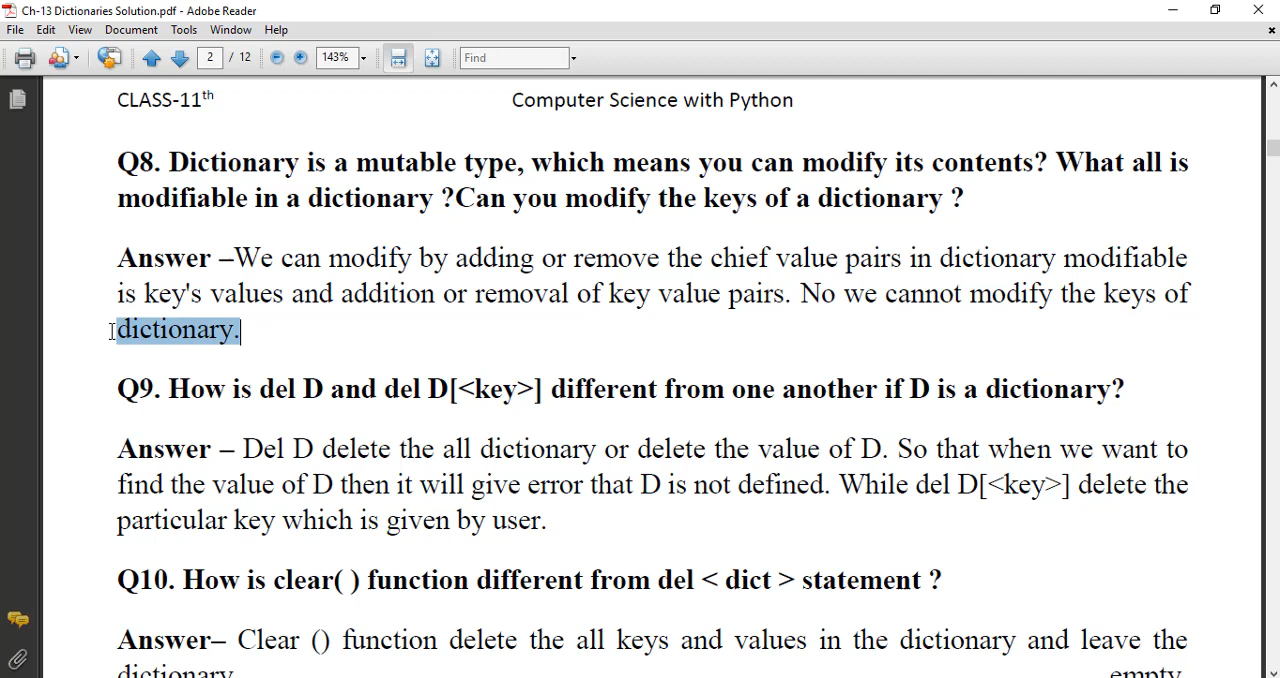 Ch-13 Dictionaries Solution.pdf - Adobe Reader
File Edit View Document Tools Window Help
2 / 12 143% Find
CLASS-11th Computer Science with Python
Q8. Dictionary is a mutable type, which means you can modify its contents? What all is
modifiable in a dictionary ?Can you modify the keys of a dictionary ?
Answer –We can modify by adding or remove the chief value pairs in dictionary modifiable
is key's values and addition or removal of key value pairs. No we cannot modify the keys of
dictionary.
Q9. How is del D and del D[<key>] different from one another if D is a dictionary?
Answer – Del D delete the all dictionary or delete the value of D. So that when we want to
find the value of D then it will give error that D is not defined. While del D[<key>] delete the
particular key which is given by user.
Q10. How is clear( ) function different from del < dict > statement ?
Answer– Clear () function delete the all keys and values in the dictionary and leave the
dictionary empty.